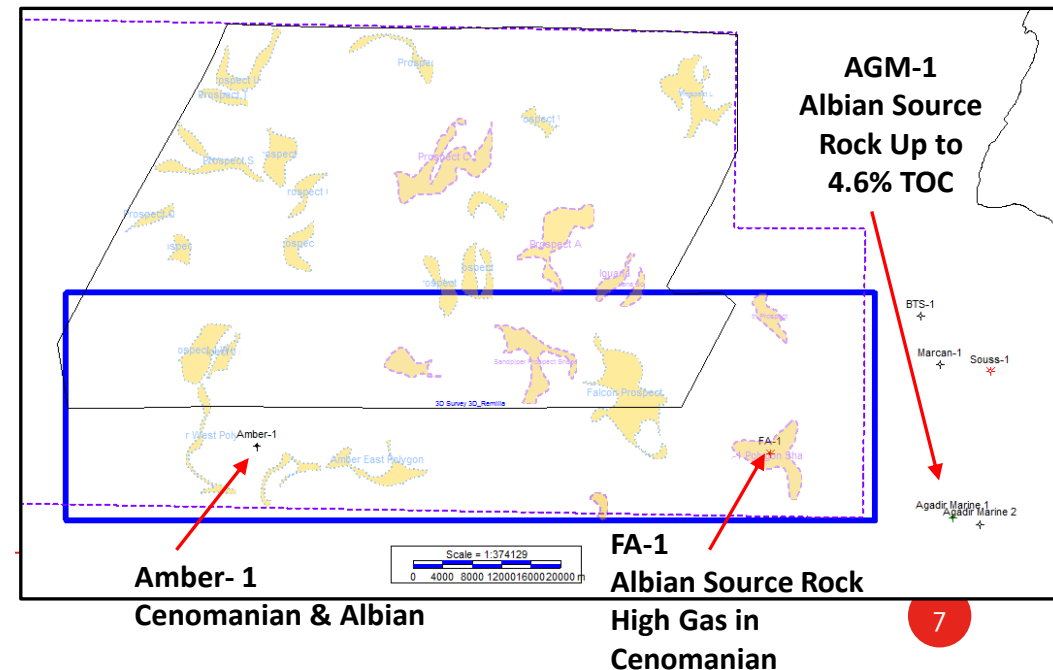 AGM-1
Albian Source
Rock Up to
4.6% TOC
Prospect D
Prospect S
Prospect A
Iguana
BTS-1
Marcan-1
Souss-1
Falcon Prospect
3D Survey 3D_Remilia
Amber-1
FA-1
Amber East Polygon
Agadir Marine 1
Agadir Marine 2
Scale = 1:374129
0 4000 8000 12000 16000 20000 m
Amber- 1
Cenomanian & Albian
FA-1
Albian Source Rock
High Gas in
Cenomanian
7